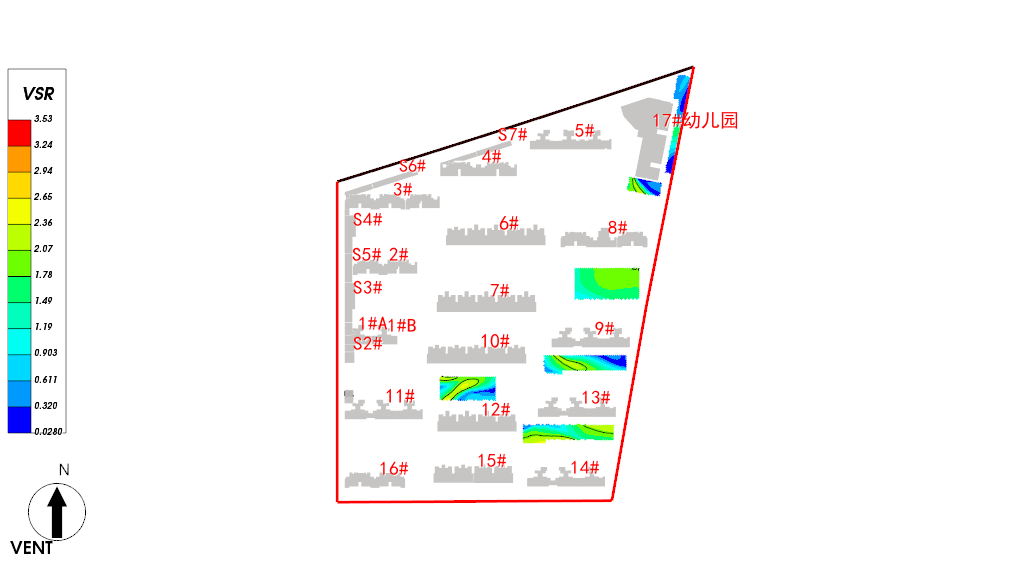 VSR
3.53
3.24
2.94
2.65
2.36
2.07
1.78
1.49
1.19
0.903
0.611
0.320
0.0280
N
VENT
17#幼儿园
S7#
5#
4#
S6#
3#
S4#
6#
8#
S5# 2#
S3#
7#
1#A1#B
9#
S2#
10#
11#
13#
12#
15#
14#
16#